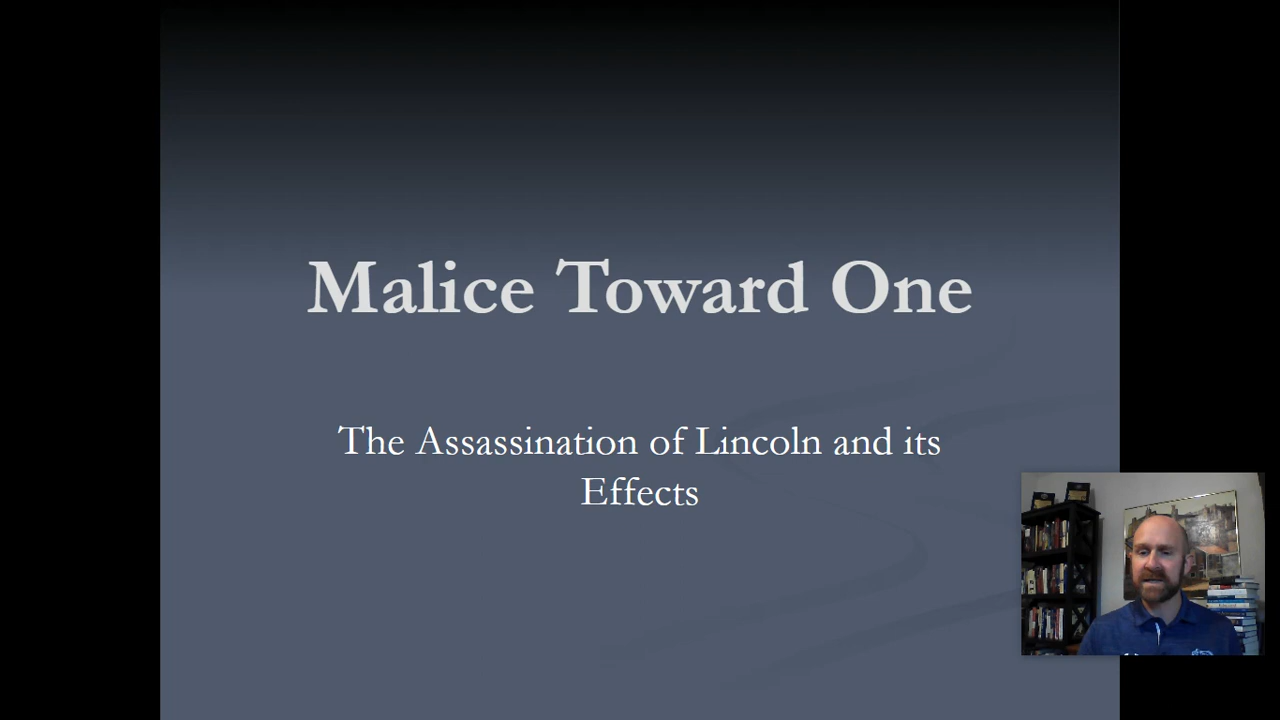 Malice Toward One
The Assassination of Lincoln and its
Effects